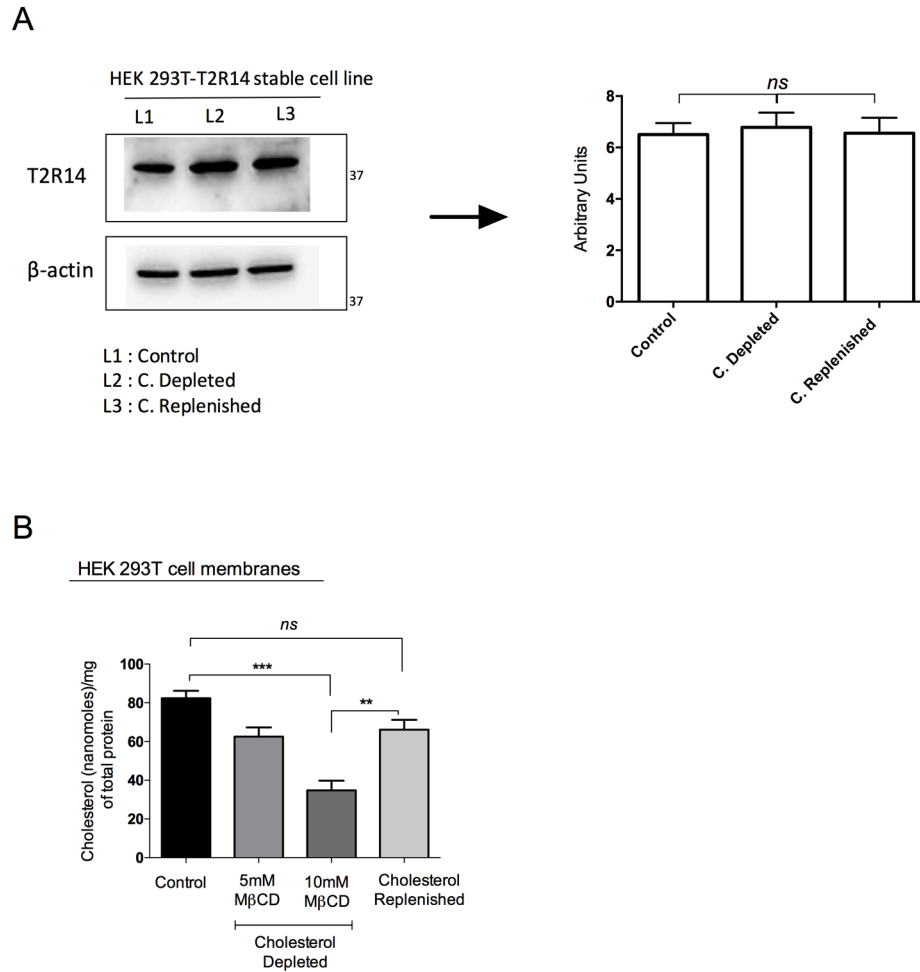 A
HEK 293T-T2R14 stable cell line
L1 L2 L3
T2R14
37
β-actin
37
L1 : Control
L2 : C. Depleted
L3 : C. Replenished
ns
Arbitrary Units
8
6
4
2
0
Control
C. Depleted
C. Replenished
B
HEK 293T cell membranes
ns
***
**
Cholesterol (nanomoles)/mg
of total protein
100
80
60
40
20
0
Control
5mM
MβCD
10mM
MβCD
Cholesterol
Replenished
Cholesterol
Depleted